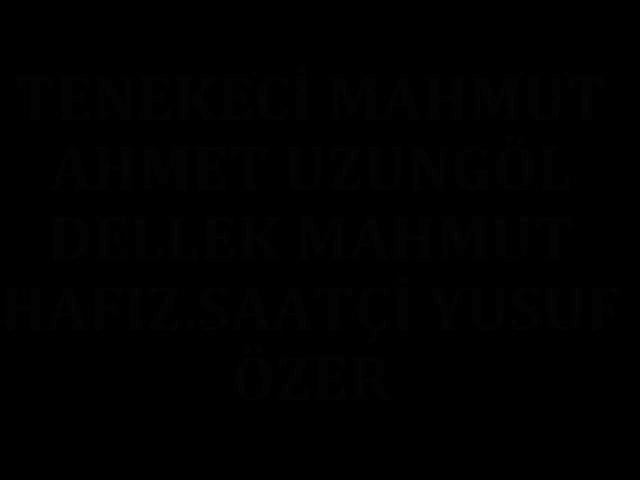 TENEKECİ MAHMUT
AHMET UZUNGÖL
DELLEK MAHMUT
HAFIZ.SAATÇİ YUSUF
ÖZER